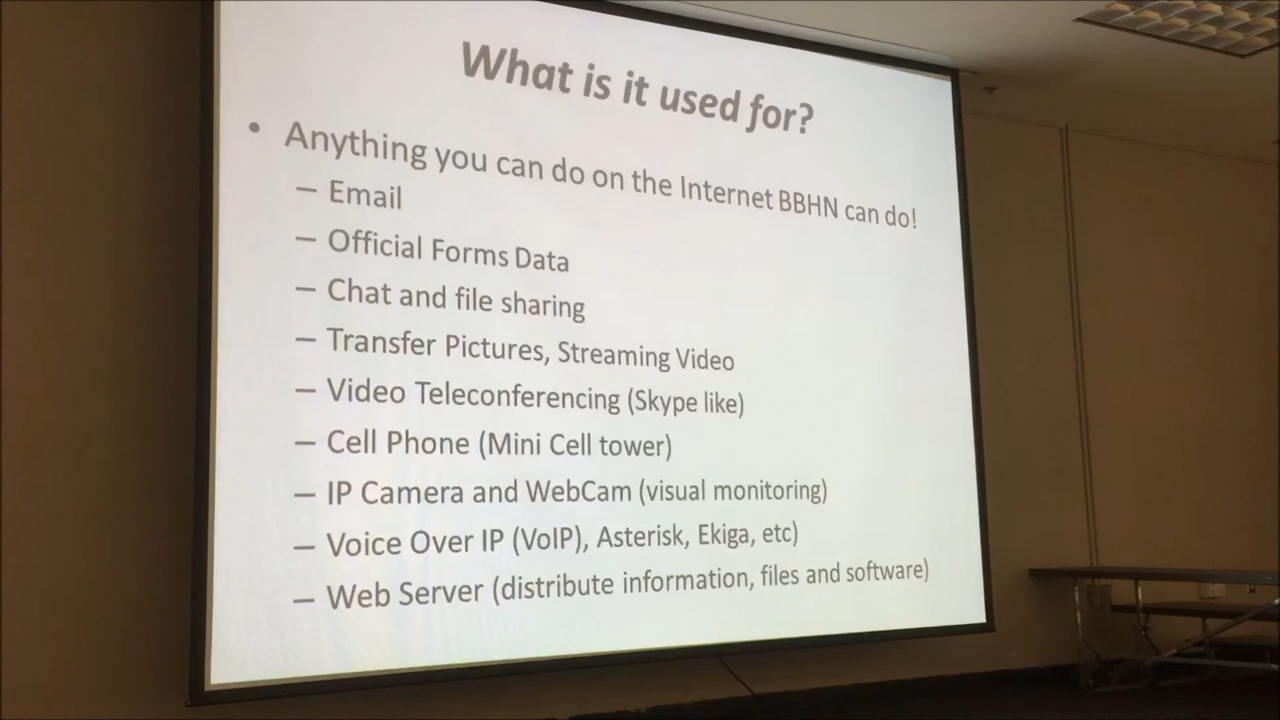 What is it used for?
• Anything you can do on the Internet BBHN can do!
– Email
– Official Forms Data
– Chat and file sharing
– Transfer Pictures, Streaming Video
– Video Teleconferencing (Skype like)
– Cell Phone (Mini Cell tower)
– IP Camera and WebCam (visual monitoring)
– Voice Over IP (VoIP), Asterisk, Ekiga, etc)
– Web Server (distribute information, files and software)